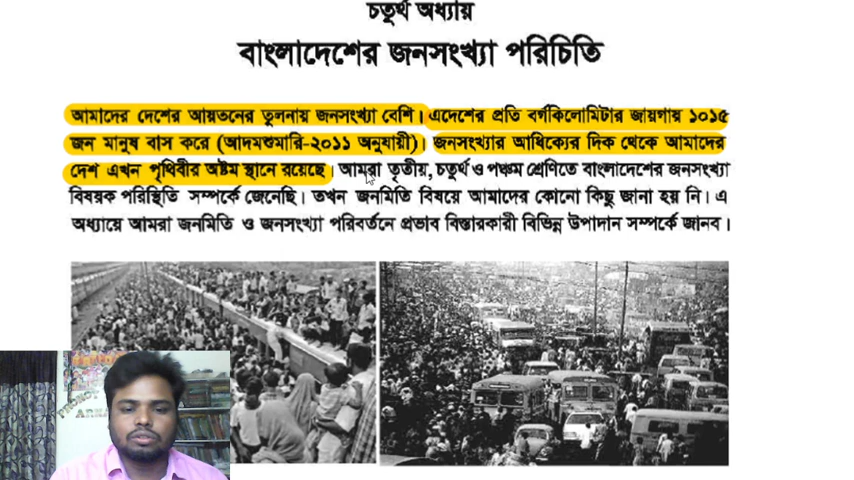 চতুর্থ অধ্যায়
বাংলাদেশের জনসংখ্যা পরিচিতি
আমাদের দেশের আয়তনের তুলনায় জনসংখ্যা বেশি। এদেশের প্রতি বর্গকিলোমিটার জায়গায় ১০১৫
জন মানুষ বাস করে (আদমশুমারি-২০১১ অনুযায়ী)। জনসংখ্যার আধিক্যের দিক থেকে আমাদের
দেশ এখন পৃথিবীর অষ্টম স্থানে রয়েছে। আমরা তৃতীয়, চতুর্থ ও পঞ্চম শ্রেণিতে বাংলাদেশের জনসংখ্যা
বিষয়ক পরিস্থিতি সম্পর্কে জেনেছি। তখন জনমিতি বিষয়ে আমাদের কোনো কিছু জানা হয় নি। এ
অধ্যায়ে আমরা জনমিতি ও জনসংখ্যা পরিবর্তনে প্রভাব বিস্তারকারী বিভিন্ন উপাদান সম্পর্কে জানব।